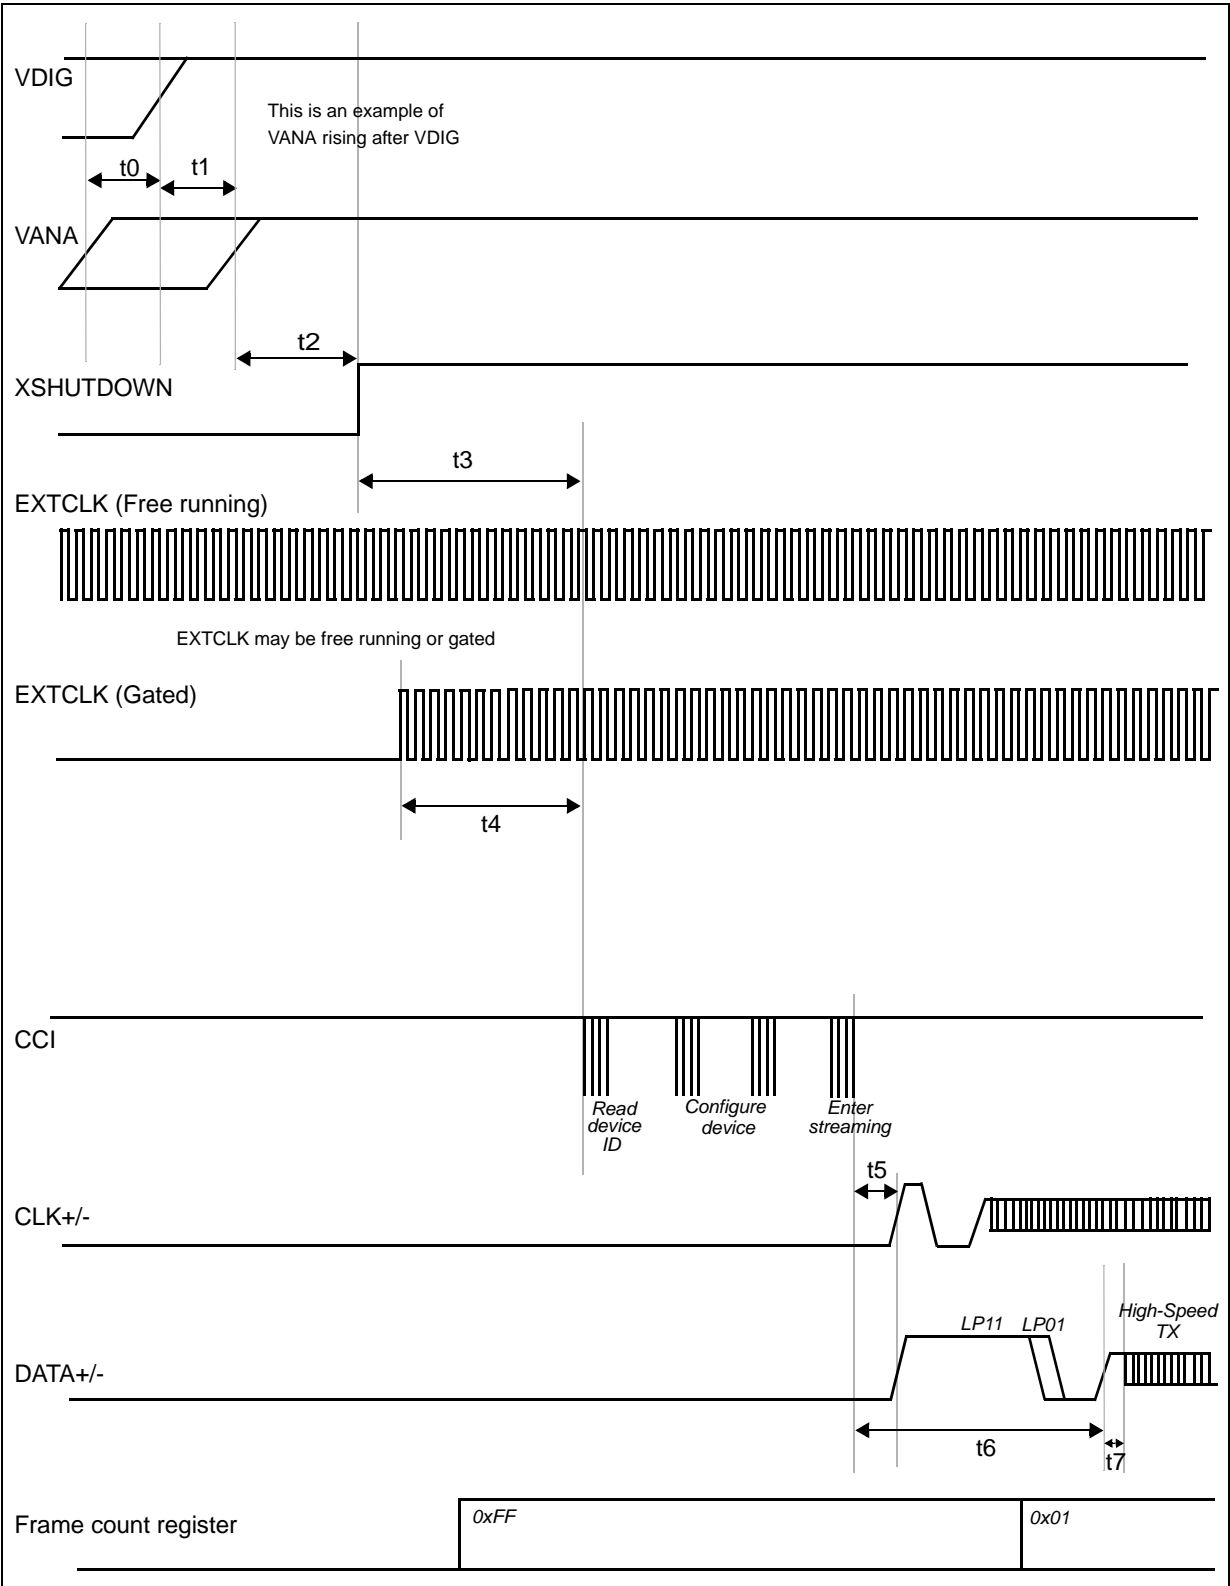 VDIG
This is an example of
VANA rising after VDIG
t0
t1
VANA
t2
XSHUTDOWN
t3
EXTCLK (Free running)
EXTCLK may be free running or gated
EXTCLK (Gated)
t4
CCI
Read
device
ID
Configure
device
Enter
streaming
t5
CLK+/-
High-Speed
TX
LP11
LP01
DATA+/-
t6
t7
Frame count register
0xFF
0x01